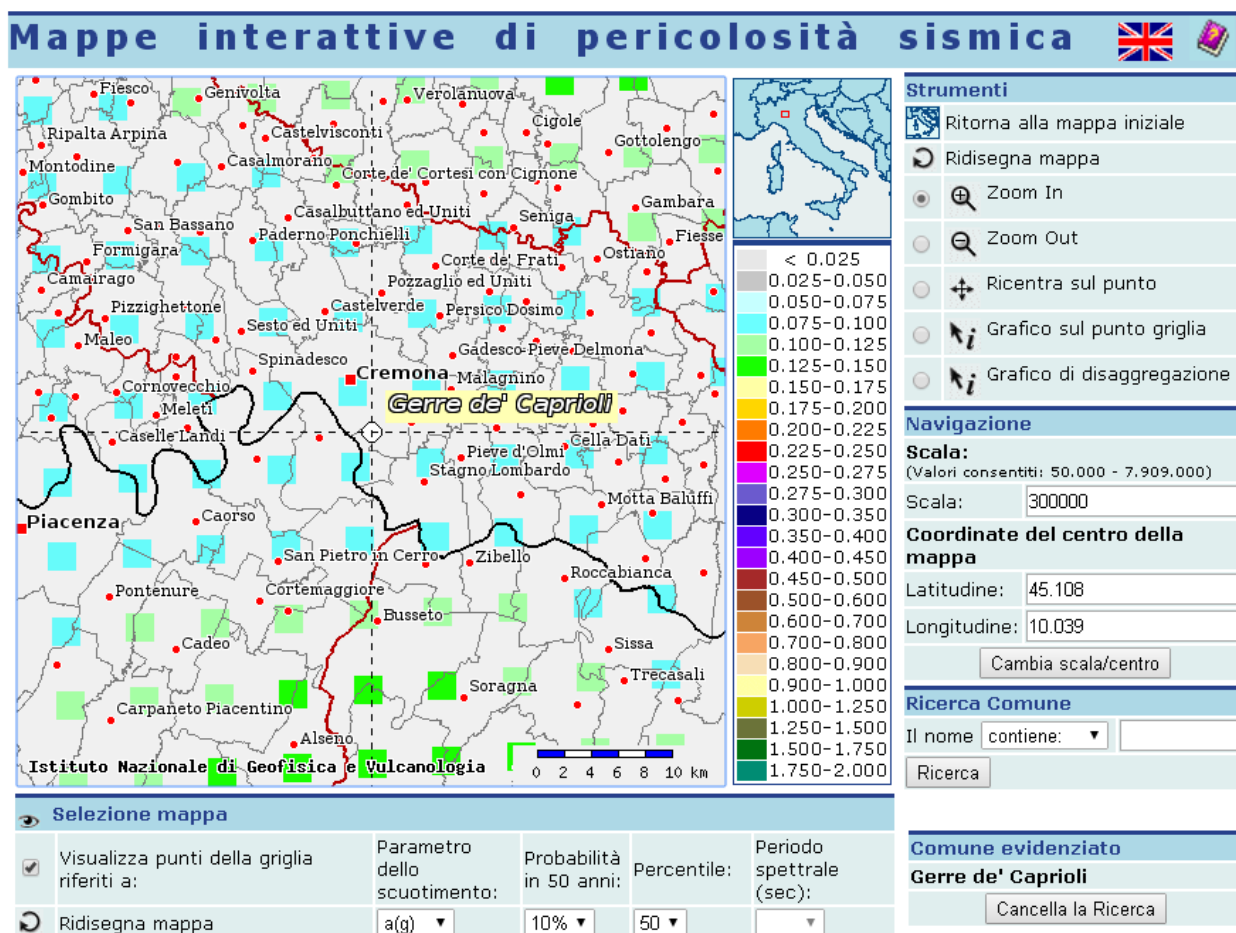 Mappe interattive di pericolosità sismica
Fiesco
Genivolta
Verolanuova
Cigole
Ripalta Arpina
Castelvisconti
Gottolengo
Montodine
Casalmorano
Corte de' Cortesi con Cignone
Gombito
San Bassano
Casalbuttano ed Uniti
Seniga
Gambara
Formigara
Paderno Ponchielli
Fiesse
Camairago
Corte de' Frati
Ostiano
Pizzighettone
Castelverde
Pozzaglio ed Uniti
Persico Dosimo
Maleo
Sesto ed Uniti
Spinadesco
Gadesco-Pieve Delmona
Cornovecchio
Cremona
Malagnino
Meleti
Gerre de' Caprioli
Caselle Landi
Cella Dati
Pieve d'Olmi
Stagno Lombardo
Motta Baluffi
Piacenza
Caorso
San Pietro in Cerro
Zibello
Roccabianca
Pontenure
Cortemaggiore
Busseto
Cadeo
Sissa
Trecasali
Soragna
Carpaneto Piacentino
Alseno
Istituto Nazionale di Geofisica e Vulcanologia
0 2 4 6 8 10 km
< 0.025
0.025-0.050
0.050-0.075
0.075-0.100
0.100-0.125
0.125-0.150
0.150-0.175
0.175-0.200
0.200-0.225
0.225-0.250
0.250-0.275
0.275-0.300
0.300-0.350
0.350-0.400
0.400-0.450
0.450-0.500
0.500-0.600
0.600-0.700
0.700-0.800
0.800-0.900
0.900-1.000
1.000-1.250
1.250-1.500
1.500-1.750
1.750-2.000
Strumenti
Ritorna alla mappa iniziale
Ridisegna mappa
Zoom In
Zoom Out
Ricentra sul punto
Grafico sul punto griglia
Grafico di disaggregazione
Navigazione
Scala:
(Valori consentiti: 50.000 - 7.909.000)
Scala: 300000
Coordinate del centro della
mappa
Latitudine: 45.108
Longitudine: 10.039
Cambia scala/centro
Ricerca Comune
Il nome contiene:
Ricerca
Selezione mappa
Visualizza punti della griglia
riferiti a:
Parametro
dello
scuotimento:
Probabilità
in 50 anni:
Percentile:
Periodo
spettrale
(sec):
Ridisegna mappa
a(g)
10%
50
Comune evidenziato
Gerre de' Caprioli
Cancella la Ricerca